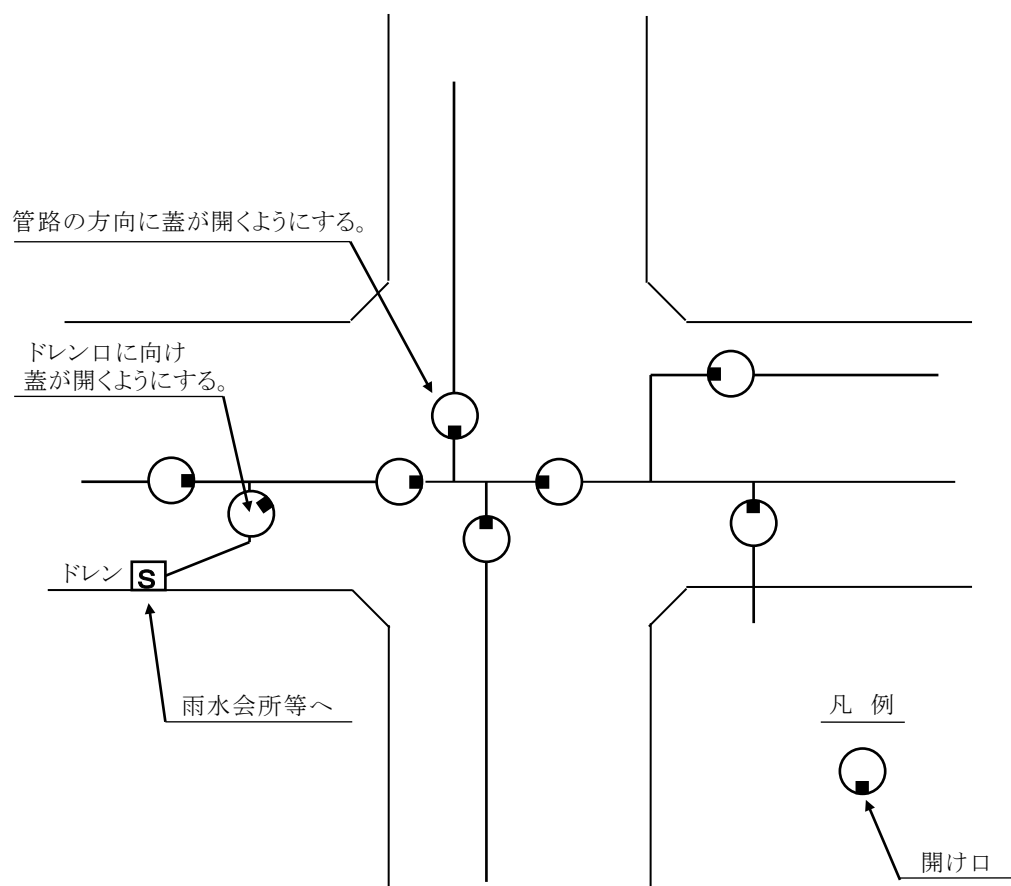 管路の方向に蓋が開くようにする。
ドレン口に向け
蓋が開くようにする。
ドレン
S
雨水会所等へ
凡 例
開け口